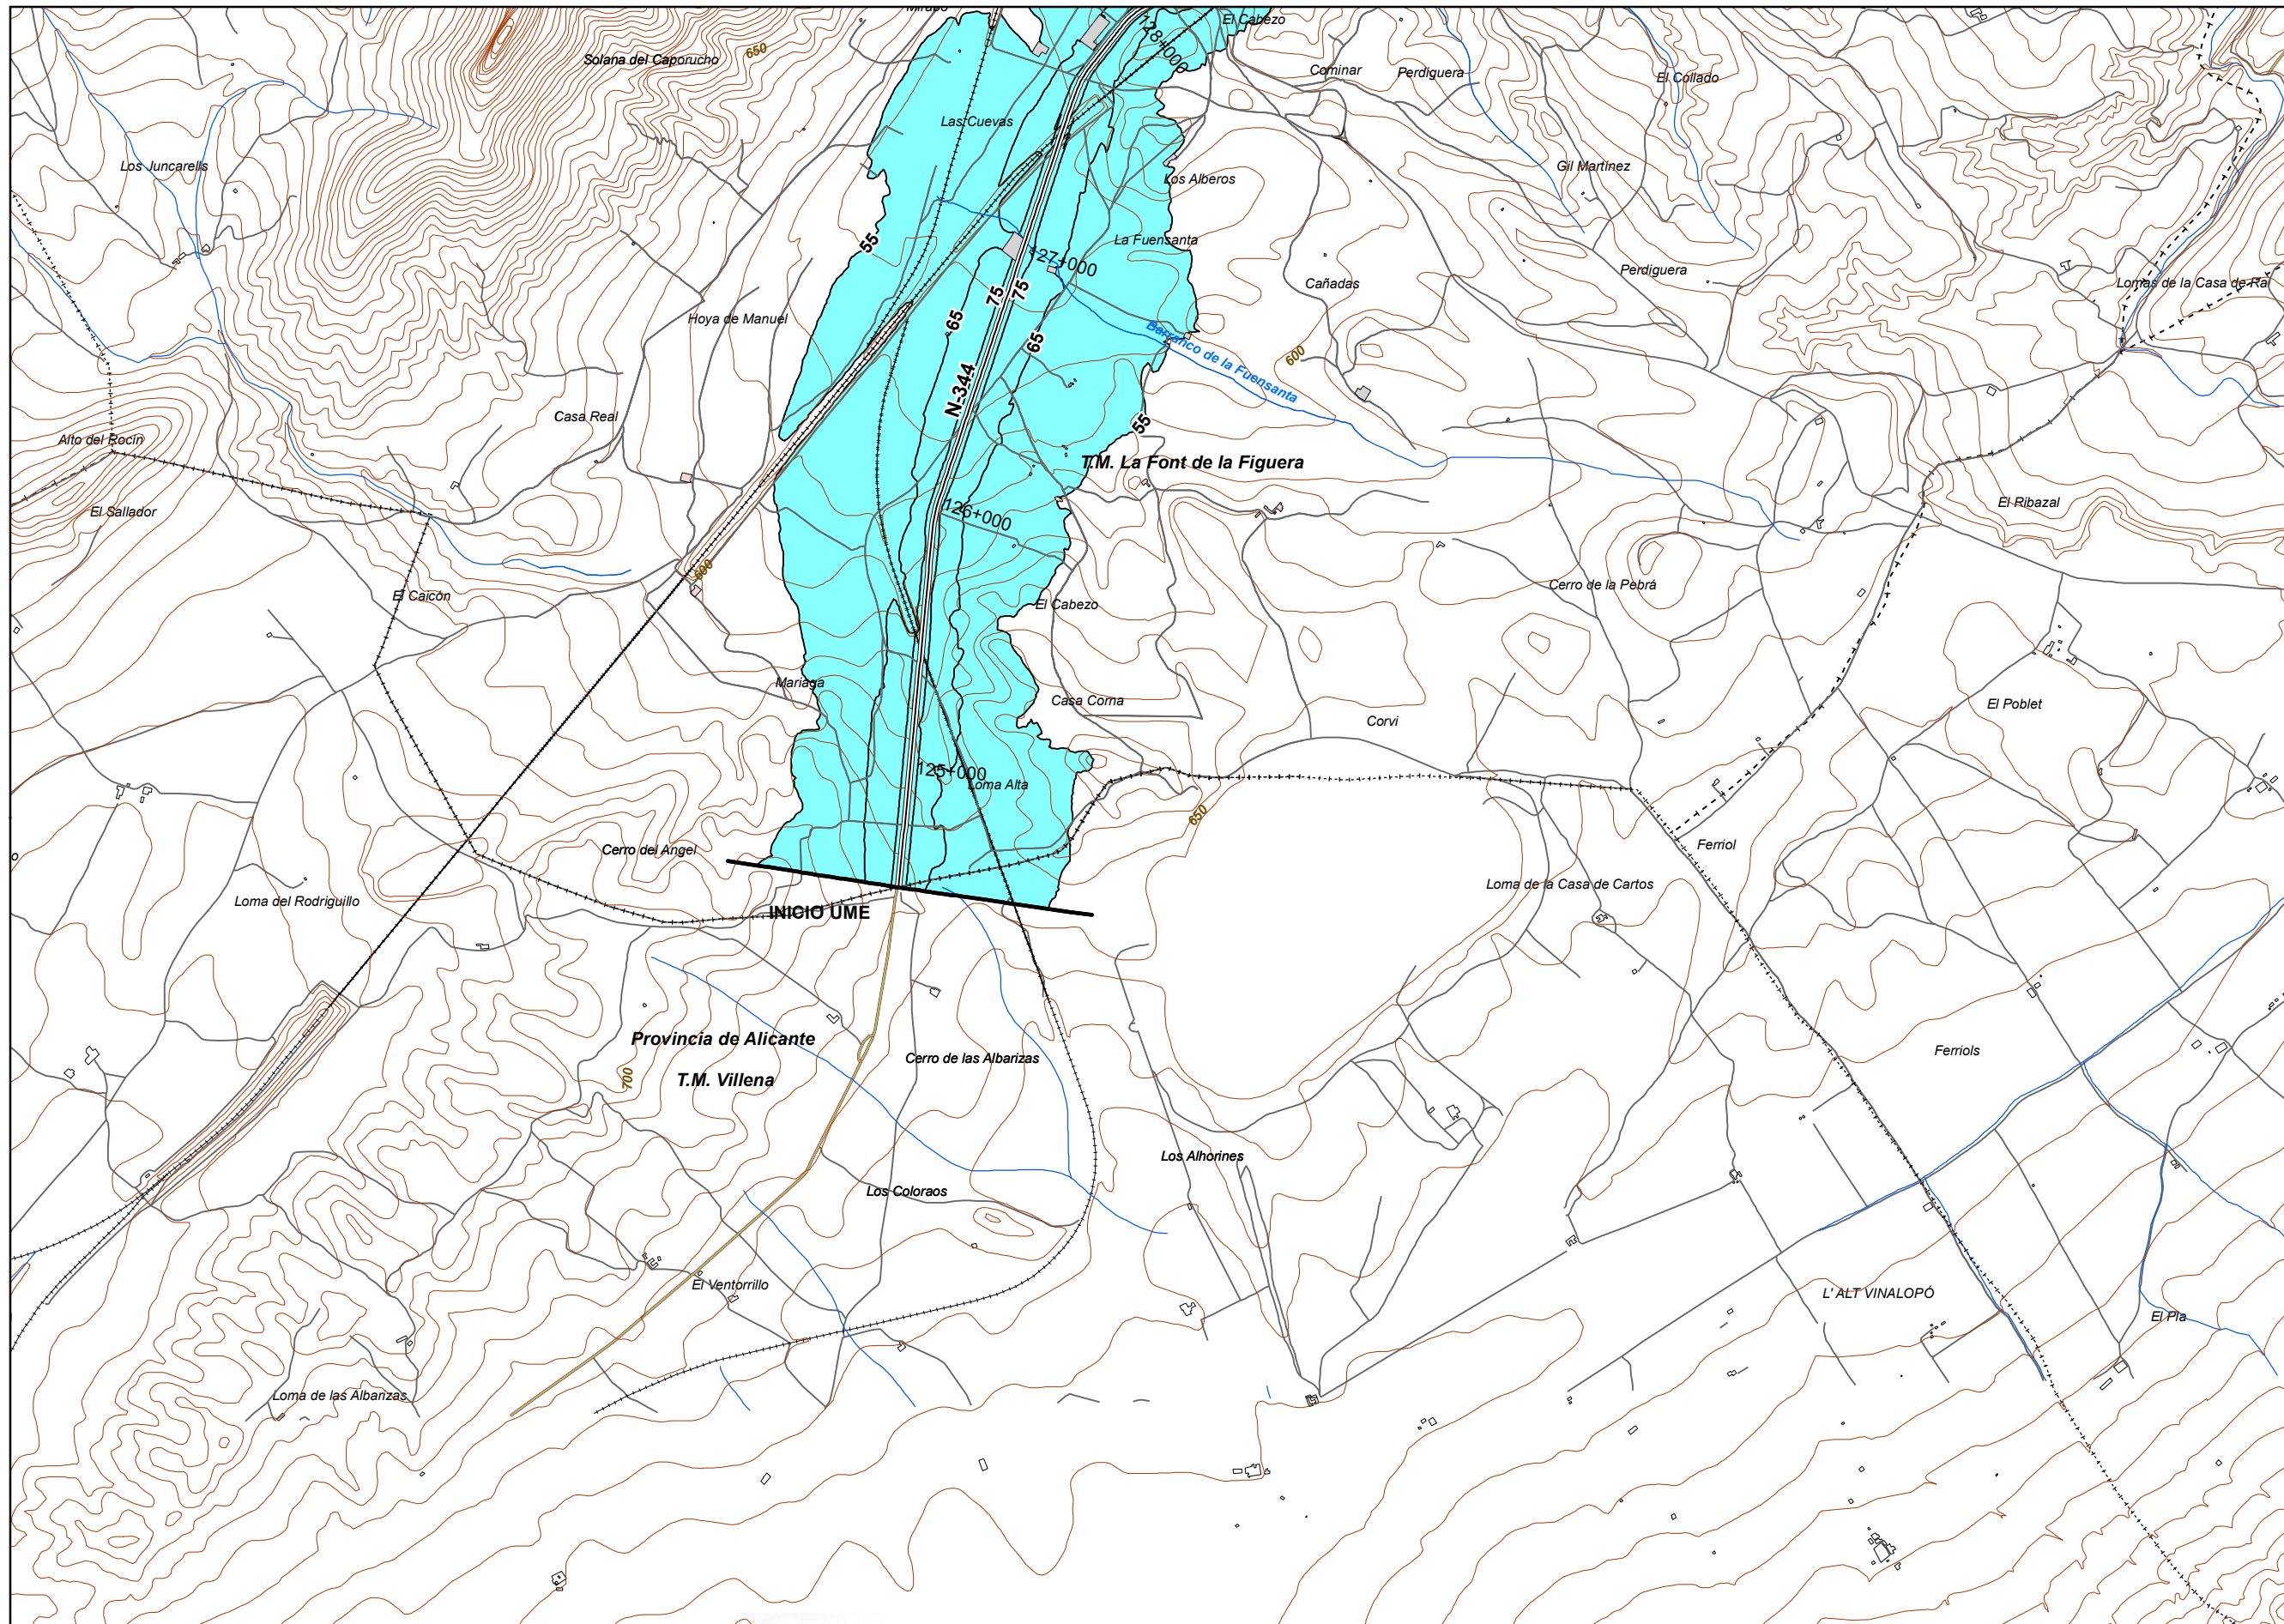 El Cabezo
128+000
650
Solana del Caporucho
Cominar
Perdiguera
El Collado
Las Cuevas
Los Juncarells
Gil Martínez
Los Alberos
55
La Fuensanta
127+000
Perdiguera
Cañadas
Lomas de la Casa de Ra
75
75
Hoya de Manuel
65
65
Barranco de la Fuensanta
600
N-344
Casa Real
55
Alto del Rocín
T.M. La Font de la Figuera
El Ribazal
El Sallador
126+000
600
Cerro de la Pebrá
El Caicón
El Cabezo
Mariaga
Casa Corna
El Poblet
Corvi
125+000
Loma Alta
650
Ferriol
Cerro del Angel
o
Loma de la Casa de Cartos
Loma del Rodriguillo
INICIO UME
Provincia de Alicante
Cerro de las Albarizas
Ferriols
700
T.M. Villena
Los Alhorines
Los Coloraos
El Ventorrillo
L' ALT VINALOPÓ
El Pla
Loma de las Albarizas